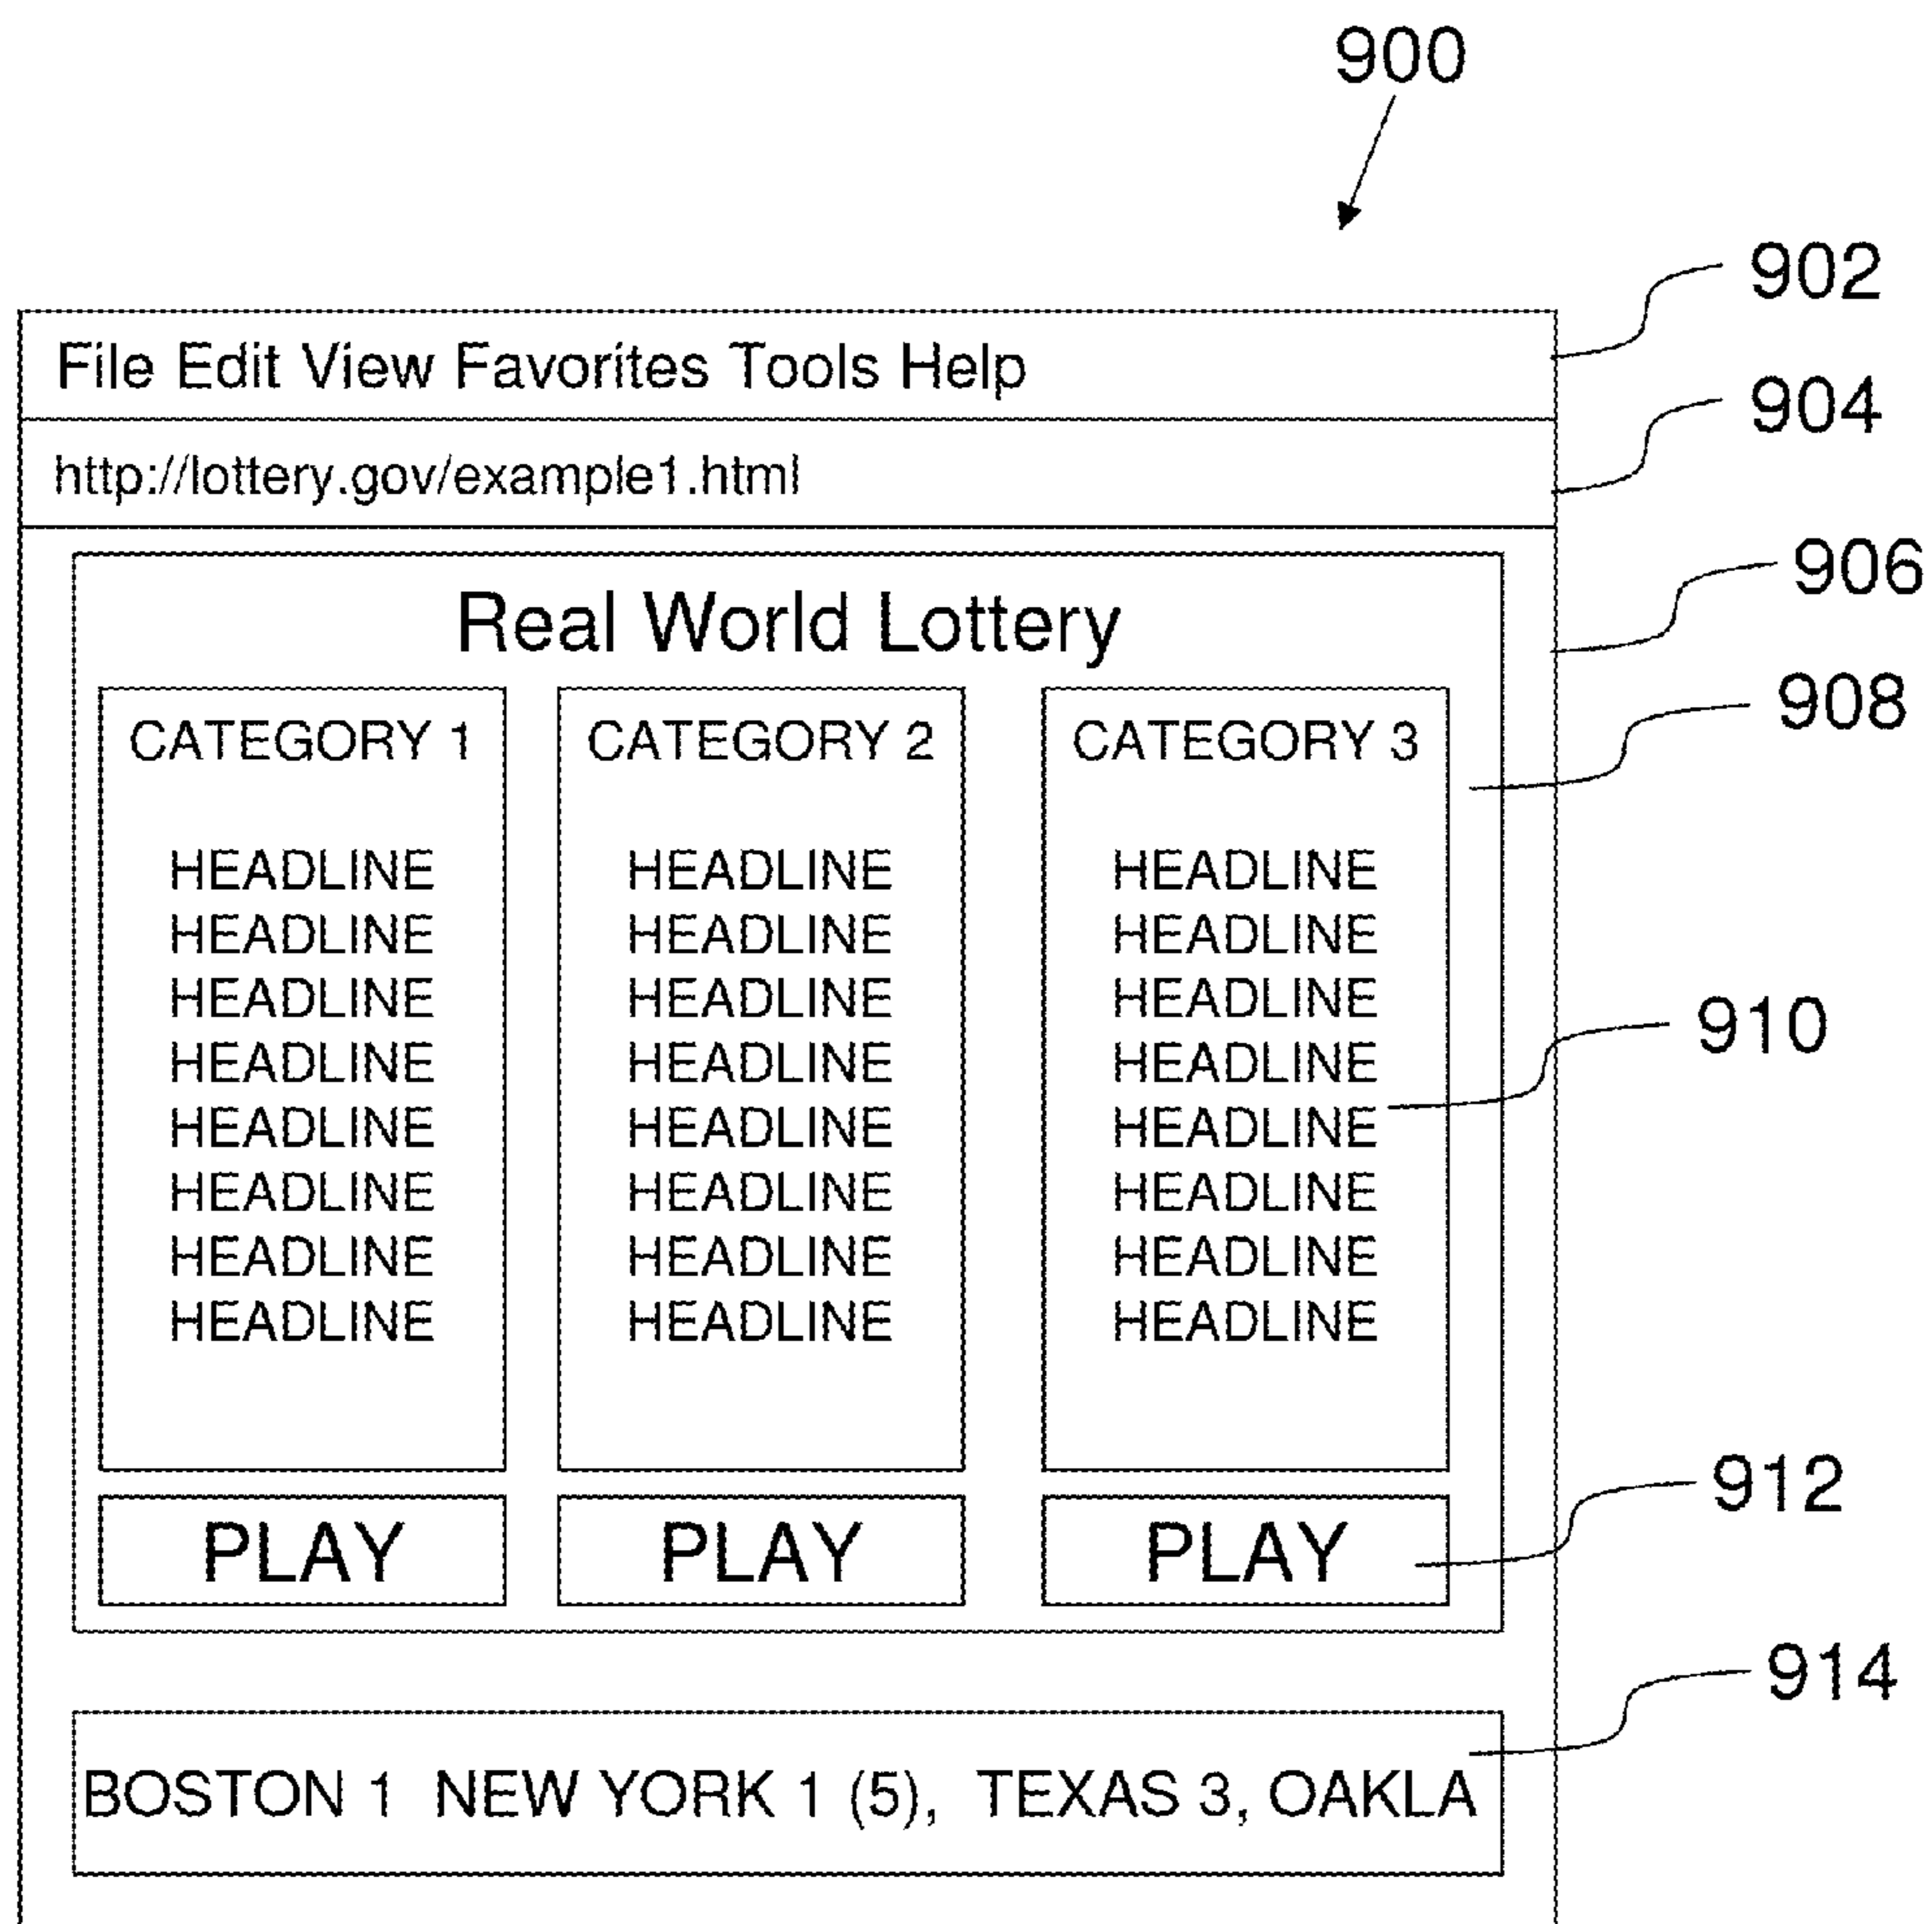 900
902
File Edit View Favorites Tools Help
904
http://lottery.gov/example1.html
906
Real World Lottery
908
CATEGORY 1 CATEGORY 2 CATEGORY 3
HEADLINE HEADLINE HEADLINE
HEADLINE HEADLINE HEADLINE
HEADLINE HEADLINE HEADLINE
910
HEADLINE HEADLINE HEADLINE
HEADLINE HEADLINE HEADLINE
HEADLINE HEADLINE HEADLINE
HEADLINE HEADLINE HEADLINE
HEADLINE HEADLINE HEADLINE
912
PLAY PLAY PLAY
914
BOSTON 1 NEW YORK 1 (5), TEXAS 3, OAKLA